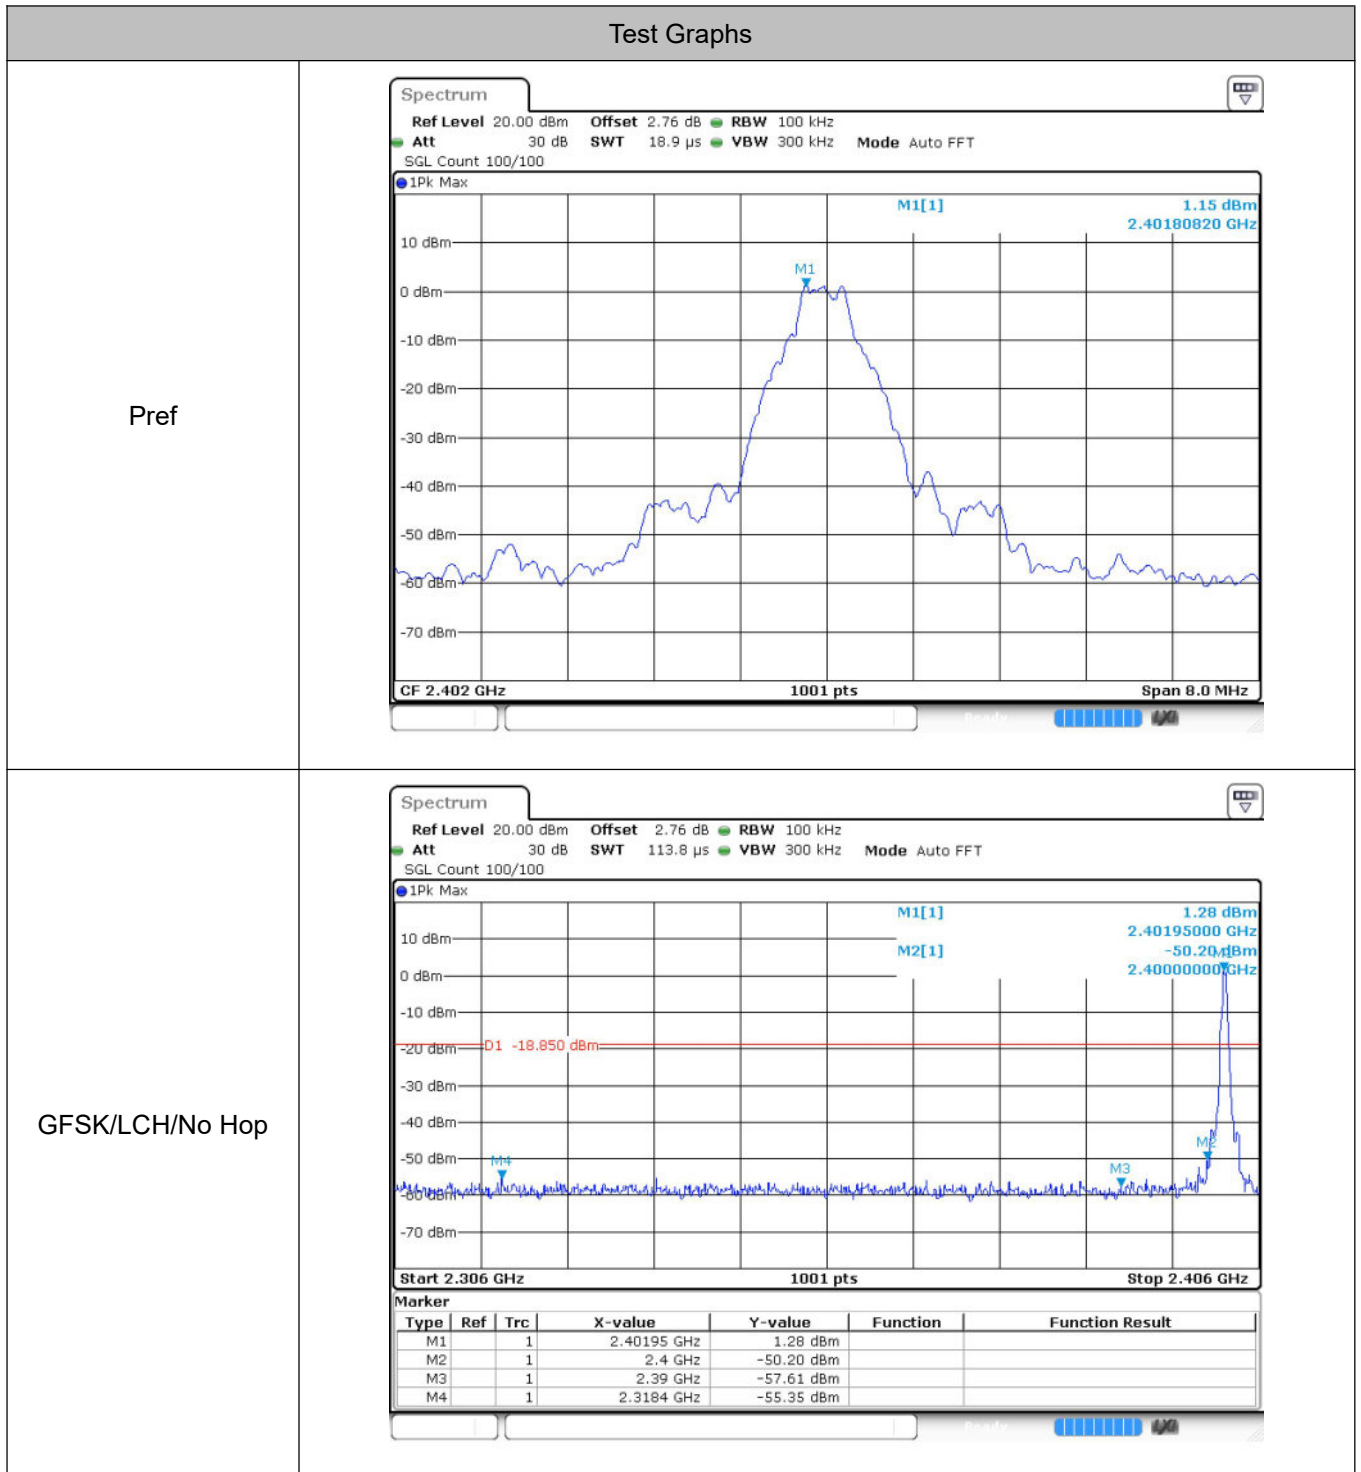 Test Graphs
Pref
Spectrum
Ref Level 20.00 dBm Offset 2.76 dB RBW 100 kHz
Att 30 dB SWT 18.9 µs VBW 300 kHz Mode Auto FFT
SGL Count 100/100
1Pk Max
M1[1] 1.15 dBm
2.40180820 GHz
10 dBm
M1
0 dBm
-10 dBm
-20 dBm
-30 dBm
-40 dBm
-50 dBm
-60 dBm
-70 dBm
CF 2.402 GHz 1001 pts Span 8.0 MHz
Ready
GFSK/LCH/No Hop
Spectrum
Ref Level 20.00 dBm Offset 2.76 dB RBW 100 kHz
Att 30 dB SWT 113.8 µs VBW 300 kHz Mode Auto FFT
SGL Count 100/100
1Pk Max
M1[1] 1.28 dBm
2.40195000 GHz
10 dBm
M2[1] -50.20 dBm
M1
0 dBm 2.40000000 GHz
-10 dBm
-20 dBm D1 -18.850 dBm
-30 dBm
-40 dBm
M2
-50 dBm
M4 M3
-60 dBm
-70 dBm
Start 2.306 GHz 1001 pts Stop 2.406 GHz
Marker
Type Ref Trc X-value Y-value Function Function Result
M1 1 2.40195 GHz 1.28 dBm
M2 1 2.4 GHz -50.20 dBm
M3 1 2.39 GHz -57.61 dBm
M4 1 2.3184 GHz -55.35 dBm
Ready